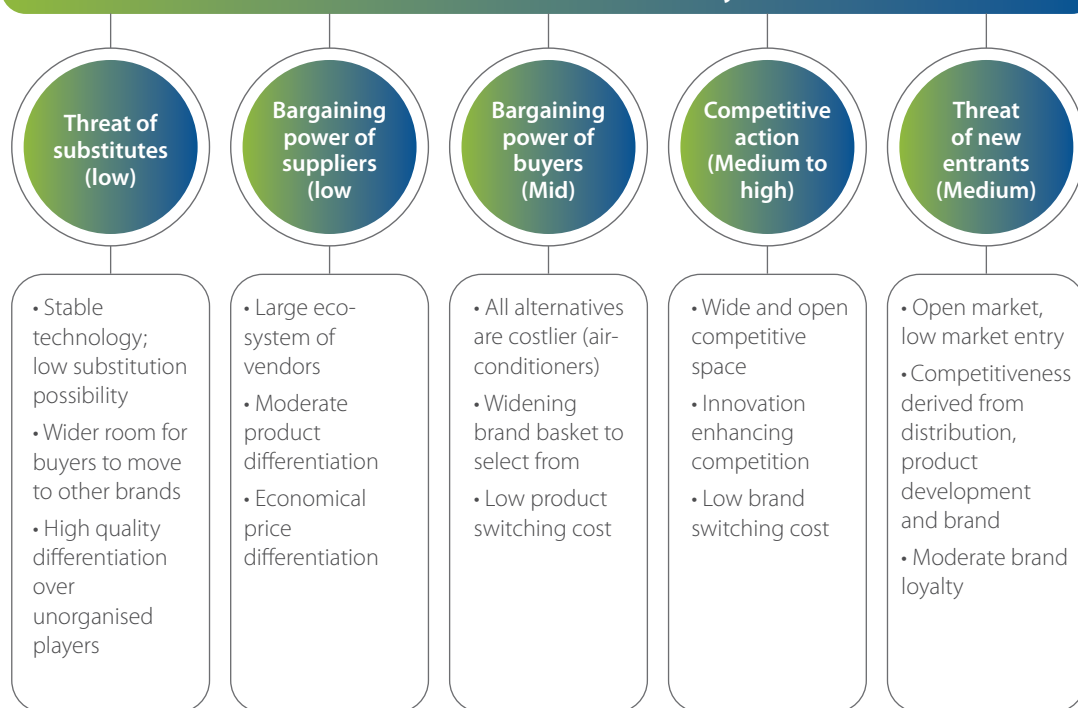 Threat of
substitutes
(low)
Bargaining
power of
suppliers
(low
Bargaining
power of
buyers
(Mid)
Competitive
action
(Medium to
high)
Threat
of new
entrants
(Medium)
• Stable
technology;
low substitution
possibility
• Wider room for
buyers to move
to other brands
• High quality
differentiation
over
unorganised
players
• Large eco-
system of
vendors
• Moderate
product
differentiation
• Economical
price
differentiation
• All alternatives
are costlier (air-
conditioners)
• Widening
brand basket to
select from
• Low product
switching cost
• Wide and open
competitive
space
• Innovation
enhancing
competition
• Low brand
switching cost
• Open market,
low market entry
• Competitiveness
derived from
distribution,
product
development
and brand
• Moderate brand
loyalty